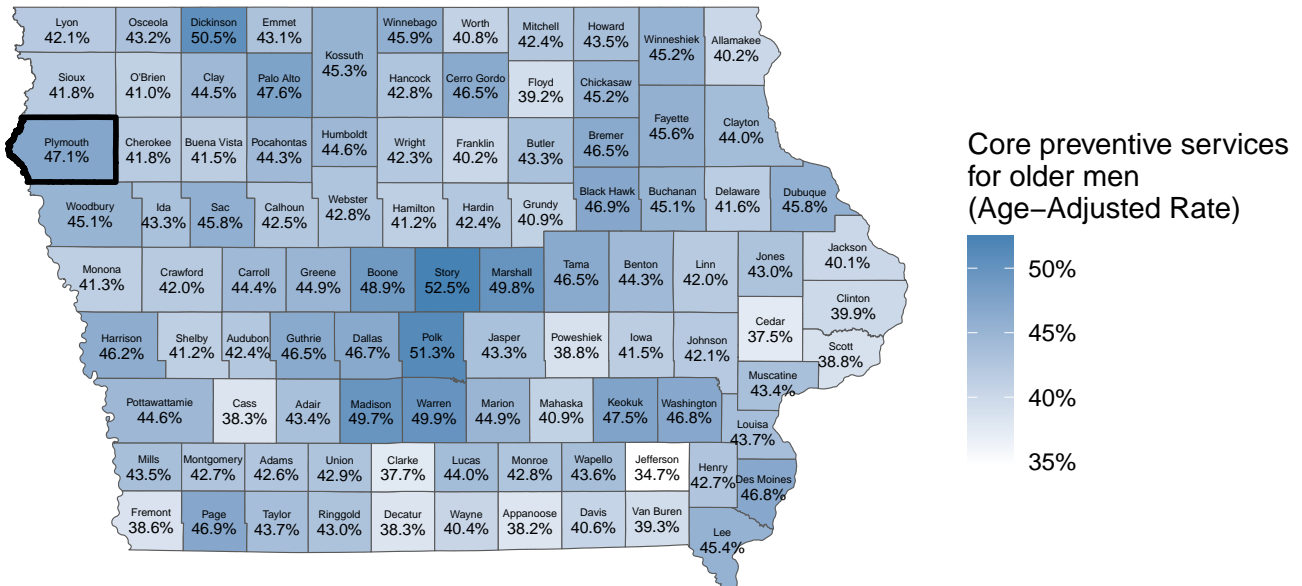 Lyon
42.1%
Osceola
43.2%
Dickinson
50.5%
Emmet
43.1%
Kossuth
45.3%
Winnebago
45.9%
Worth
40.8%
Mitchell
42.4%
Howard
43.5%
Winneshiek
45.2%
Allamakee
40.2%
Sioux
41.8%
O'Brien
41.0%
Clay
44.5%
Palo Alto
47.6%
Hancock
42.8%
Cerro Gordo
46.5%
Floyd
39.2%
Chickasaw
45.2%
Fayette
45.6%
Clayton
44.0%
Plymouth
47.1%
Cherokee
41.8%
Buena Vista
41.5%
Pocahontas
44.3%
Humboldt
44.6%
Wright
42.3%
Franklin
40.2%
Butler
43.3%
Bremer
46.5%
Woodbury
45.1%
Ida
43.3%
Sac
45.8%
Calhoun
42.5%
Webster
42.8%
Hamilton
41.2%
Hardin
42.4%
Grundy
40.9%
Black Hawk
46.9%
Buchanan
45.1%
Delaware
41.6%
Dubuque
45.8%
Monona
41.3%
Crawford
42.0%
Carroll
44.4%
Greene
44.9%
Boone
48.9%
Story
52.5%
Marshall
49.8%
Tama
46.5%
Benton
44.3%
Linn
42.0%
Jones
43.0%
Jackson
40.1%
Clinton
39.9%
Harrison
46.2%
Shelby
41.2%
Audubon
42.4%
Guthrie
46.5%
Dallas
46.7%
Polk
51.3%
Jasper
43.3%
Poweshiek
38.8%
Iowa
41.5%
Johnson
42.1%
Cedar
37.5%
Scott
38.8%
Muscatine
43.4%
Pottawattamie
44.6%
Cass
38.3%
Adair
43.4%
Madison
49.7%
Warren
49.9%
Marion
44.9%
Mahaska
40.9%
Keokuk
47.5%
Washington
46.8%
Louisa
43.7%
Mills
43.5%
Montgomery
42.7%
Adams
42.6%
Union
42.9%
Clarke
37.7%
Lucas
44.0%
Monroe
42.8%
Wapello
43.6%
Jefferson
34.7%
Henry
42.7%
Des Moines
46.8%
Fremont
38.6%
Page
46.9%
Taylor
43.7%
Ringgold
43.0%
Decatur
38.3%
Wayne
40.4%
Appanoose
38.2%
Davis
40.6%
Van Buren
39.3%
Lee
45.4%
Core preventive services
for older men
(Age−Adjusted Rate)
50%
45%
40%
35%